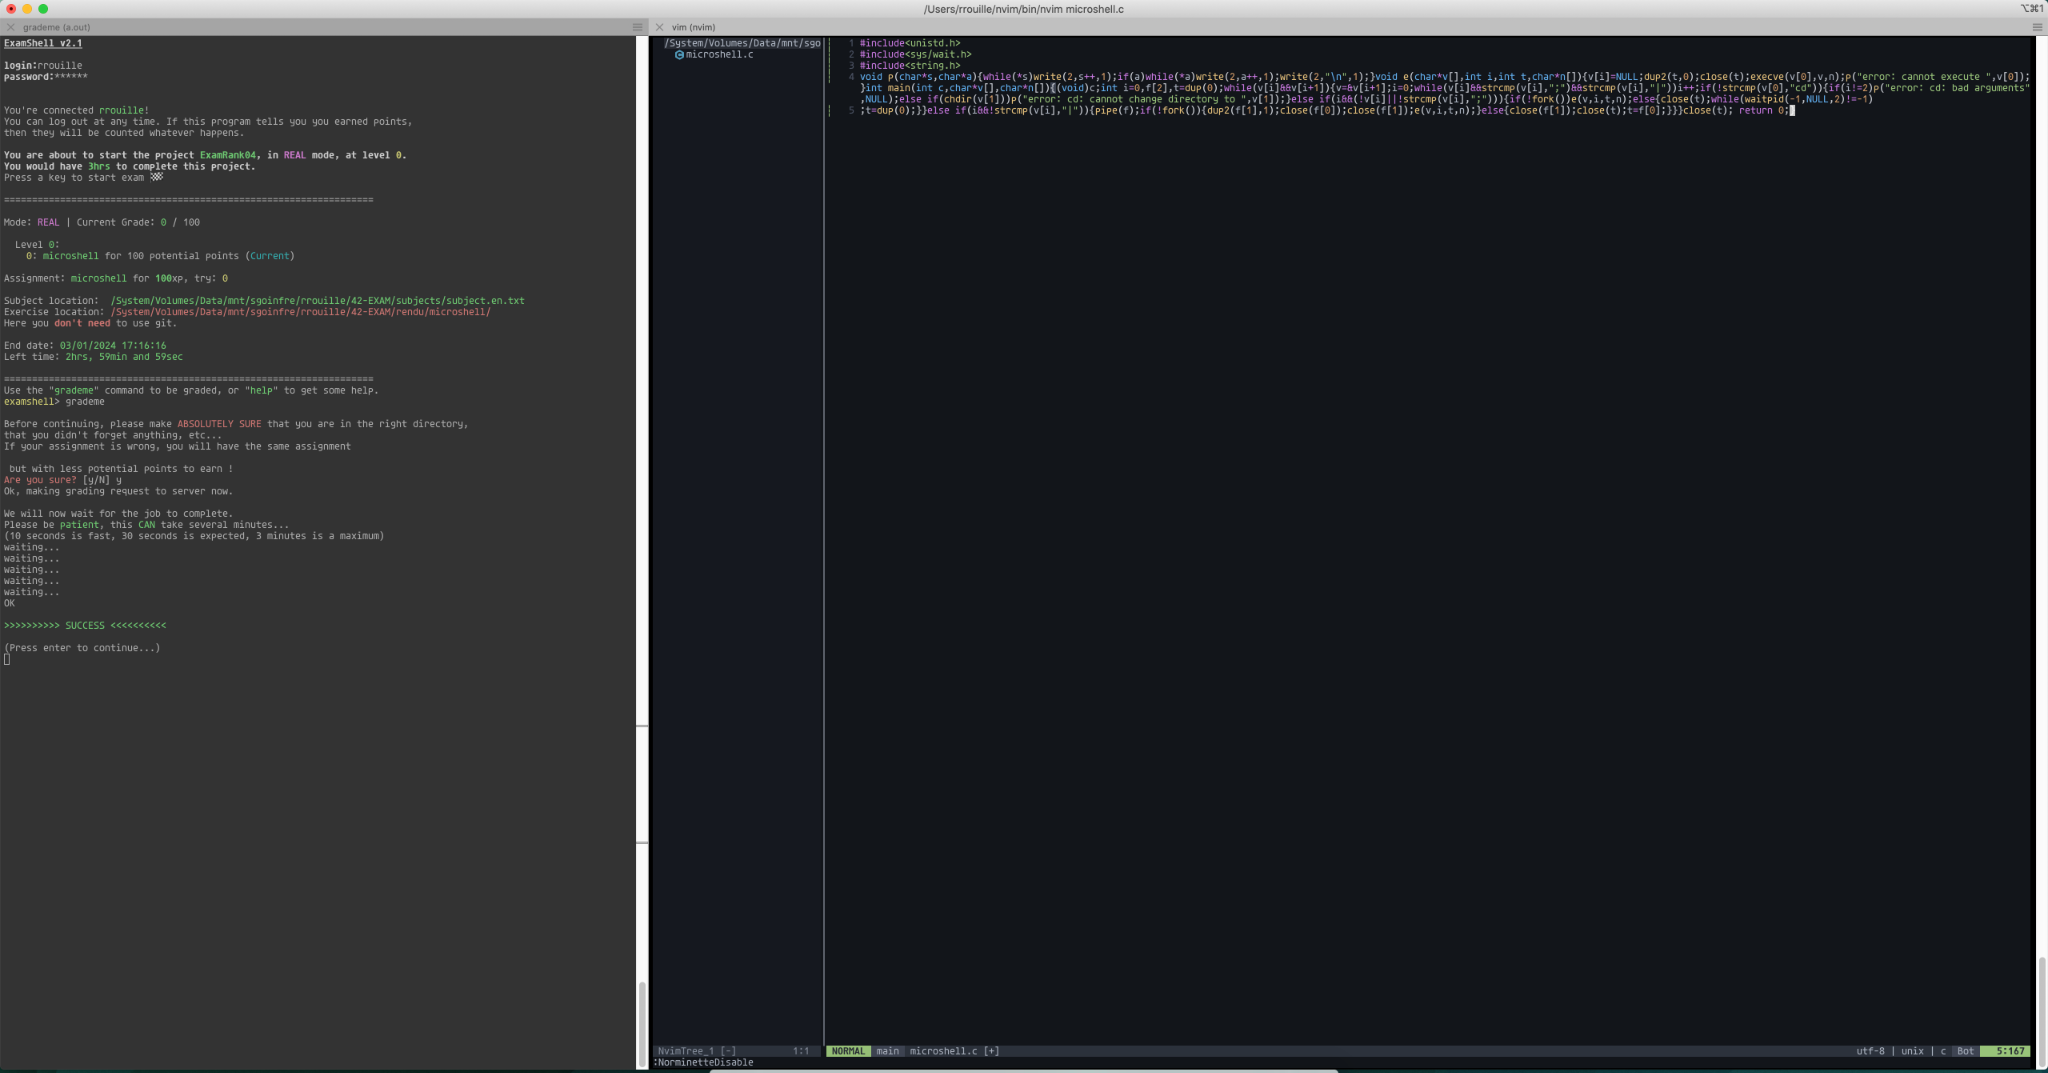 /Users/rrouille/nvim/bin/nvim microshell.c
⌥⌘1
grademe (a.out)
ExamShell v2.1
login:rrouille
password:******
You're connected rrouille!
You can log out at any time. If this program tells you you earned points,
then they will be counted whatever happens.
You are about to start the project ExamRank04, in REAL mode, at level 0.
You would have 3hrs to complete this project.
Press a key to start exam 🏁
==================================================================
Mode: REAL | Current Grade: 0 / 100
Level 0:
0: microshell for 100 potential points (Current)
Assignment: microshell for 100xp, try: 0
Subject location:  /System/Volumes/Data/mnt/sgoinfre/rrouille/42-EXAM/subjects/subject.en.txt
Exercise location: /System/Volumes/Data/mnt/sgoinfre/rrouille/42-EXAM/rendu/microshell/
Here you don't need to use git.
End date: 03/01/2024 17:16:16
Left time: 2hrs, 59min and 59sec
==================================================================
Use the "grademe" command to be graded, or "help" to get some help.
examshell> grademe
Before continuing, please make ABSOLUTELY SURE that you are in the right directory,
that you didn't forget anything, etc...
If your assignment is wrong, you will have the same assignment
but with less potential points to earn !
Are you sure? [y/N] y
Ok, making grading request to server now.
We will now wait for the job to complete.
Please be patient, this CAN take several minutes...
(10 seconds is fast, 30 seconds is expected, 3 minutes is a maximum)
waiting...
waiting...
waiting...
waiting...
waiting...
OK
>>>>>>>>>> SUCCESS <<<<<<<<<<
(Press enter to continue...)
vim (nvim)
/System/Volumes/Data/mnt/sgo
microshell.c
1 #include<unistd.h>
2 #include<sys/wait.h>
3 #include<string.h>
4 void p(char*s,char*a){while(*s)write(2,s++,1);if(a)while(*a)write(2,a++,1);write(2,"\n",1);}void e(char*v[],int i,int t,char*n[]){v[i]=NULL;dup2(t,0);close(t);execve(v[0],v,n);p("error: cannot execute ",v[0]);
}int main(int c,char*v[],char*n[]){(void)c;int i=0,f[2],t=dup(0);while(v[i]&&v[i+1]){v=&v[i+1];i=0;while(v[i]&&strcmp(v[i],";")&&strcmp(v[i],"|"))i++;if(!strcmp(v[0],"cd")){if(i!=2)p("error: cd: bad arguments"
,NULL);else if(chdir(v[1]))p("error: cd: cannot change directory to ",v[1]);}else if(i&&(!v[i]||!strcmp(v[i],";"))){if(!fork())e(v,i,t,n);else{close(t);while(waitpid(-1,NULL,2)!=-1)
5 ;t=dup(0);}}else if(i&&!strcmp(v[i],"|")){pipe(f);if(!fork()){dup2(f[1],1);close(f[0]);close(f[1]);e(v,i,t,n);}else{close(f[1]);close(t);t=f[0];}}}close(t); return 0;
NvimTree_1 [-] 1:1
NORMAL main microshell.c [+]
utf-8 | unix | c Bot 5:167
:NorminetteDisable